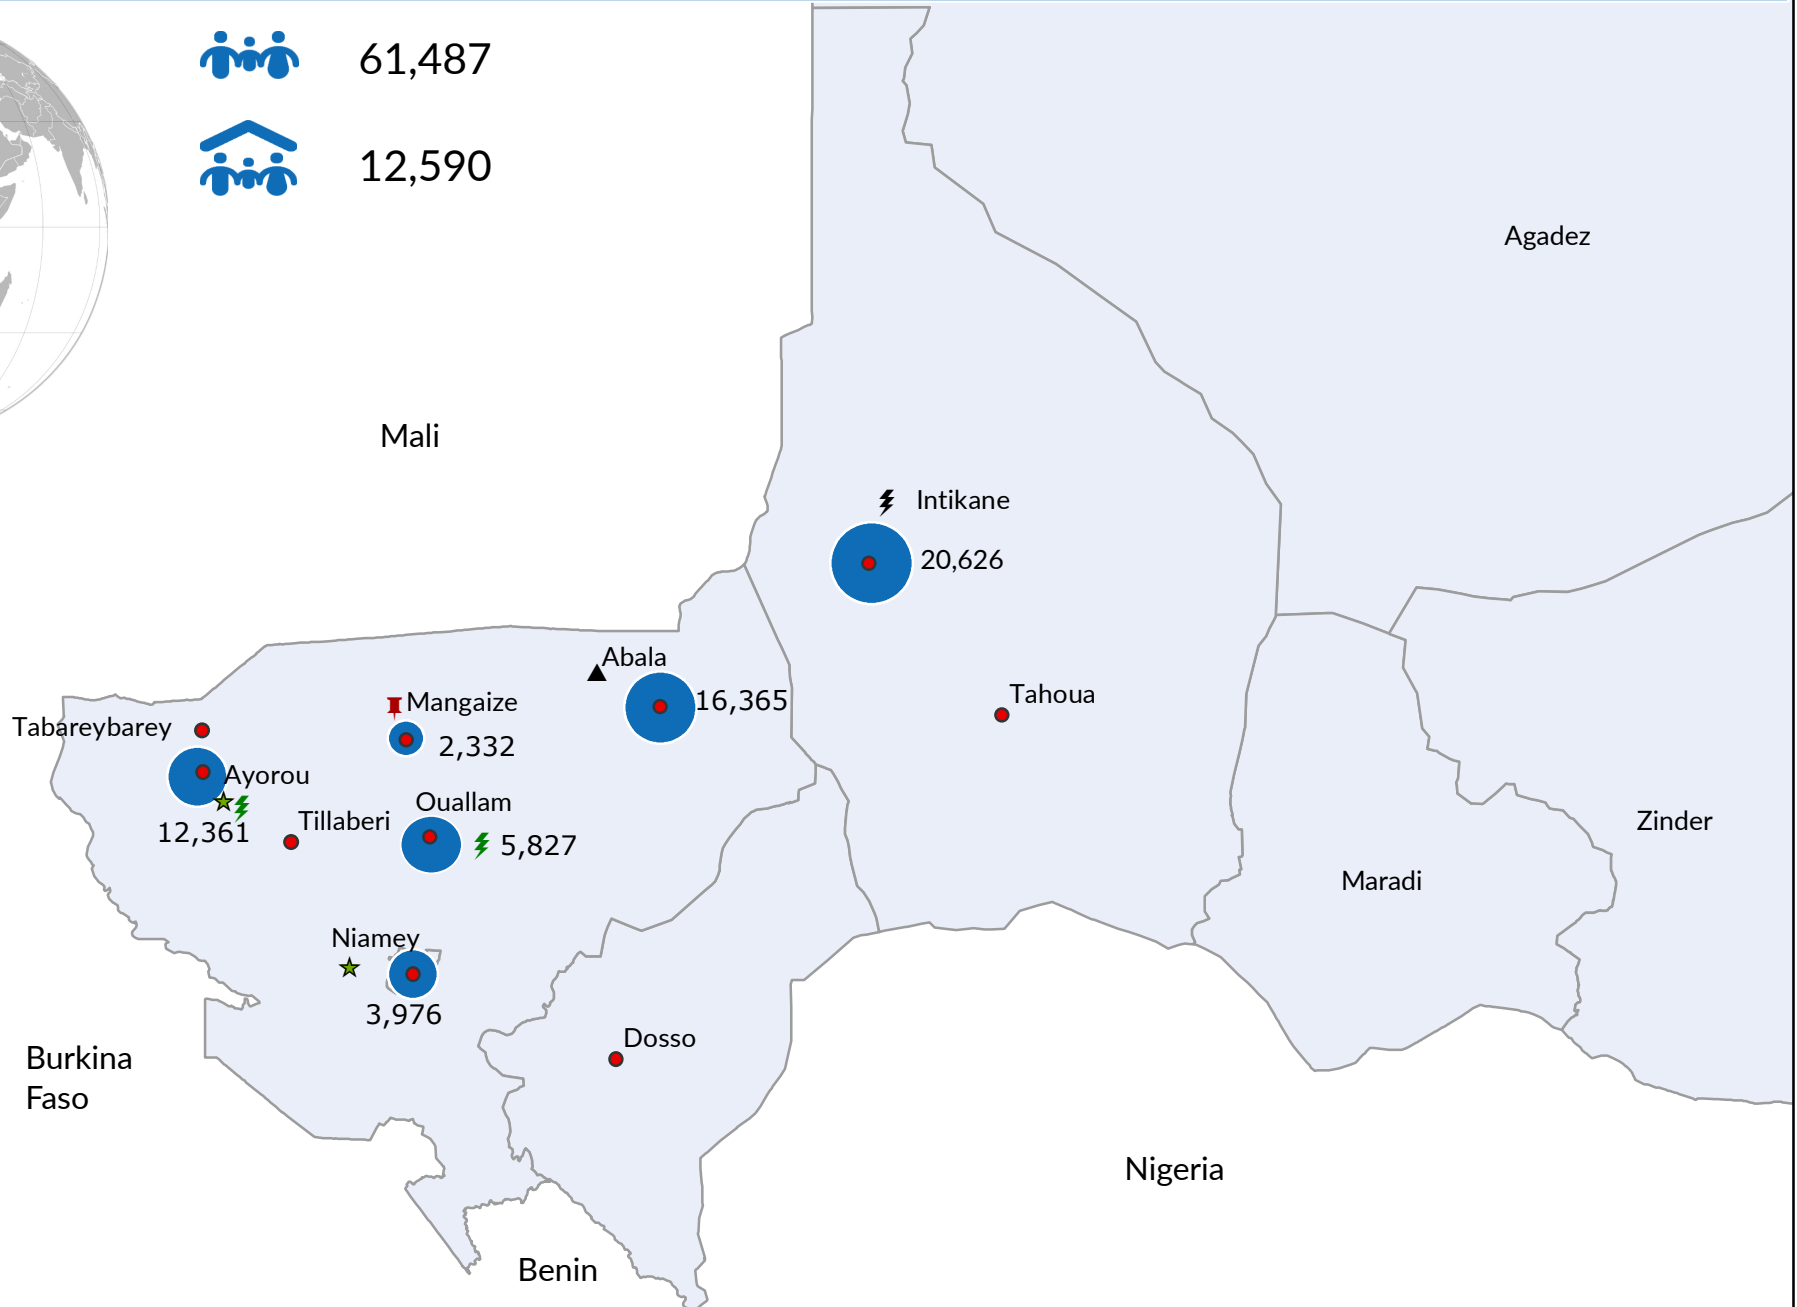 61,487
12,590
Agadez
Mali
Intikane
20,626
Abala
16,365
Mangaize
2,332
Tahoua
Tabareybarey
Ayorou
12,361
Tillaberi
Ouallam
5,827
Zinder
Maradi
Niamey
3,976
Dosso
Burkina
Faso
Nigeria
Benin